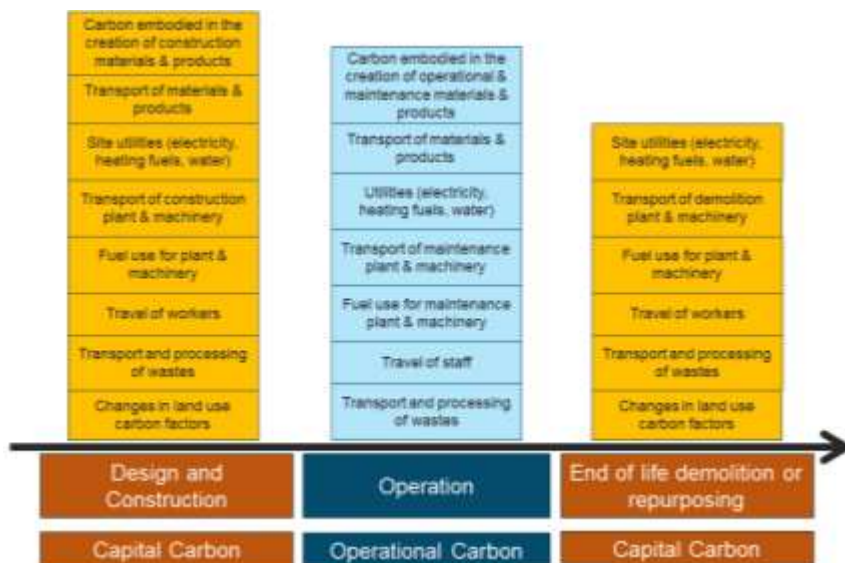 Carbon embodied in the
creation of construction
materials & products
Transport of materials &
products
Site utilities (electricity,
heating fuels, water)
Transport of construction
plant & machinery
Fuel use for plant &
machinery
Travel of workers
Transport and processing
of wastes
Changes in land use
carbon factors
Carbon embodied in the
creation of operational &
maintenance materials &
products
Transport of materials &
products
Utilities (electricity,
heating fuels, water)
Transport of maintenance
plant & machinery
Fuel use for maintenance
plant & machinery
Travel of staff
Transport and processing
of wastes
Site utilities (electricity,
heating fuels, water)
Transport of demolition
plant & machinery
Fuel use for plant &
machinery
Travel of workers
Transport and processing
of wastes
Changes in land use
carbon factors
Design and
Construction
Operation
End of life demolition or
repurposing
Capital Carbon
Operational Carbon
Capital Carbon